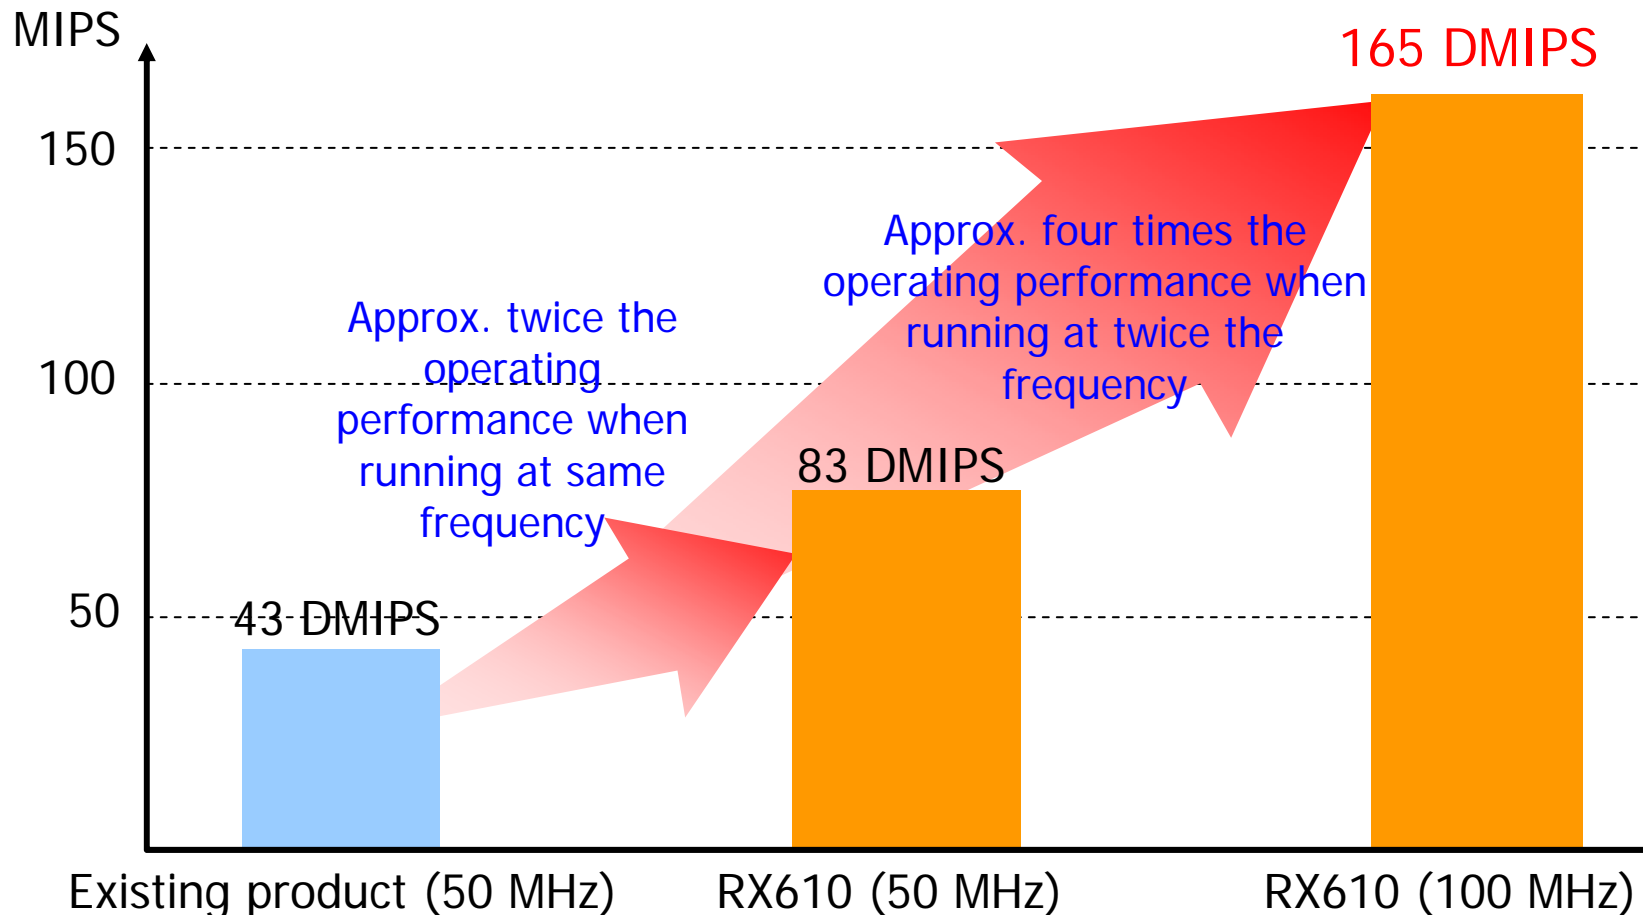 MIPS
165 DMIPS
150
Approx. four times the
operating performance when
running at twice the
frequency
Approx. twice the
operating
performance when
running at same
frequency
100
83 DMIPS
50
43 DMIPS
Existing product (50 MHz)
RX610 (50 MHz)
RX610 (100 MHz)